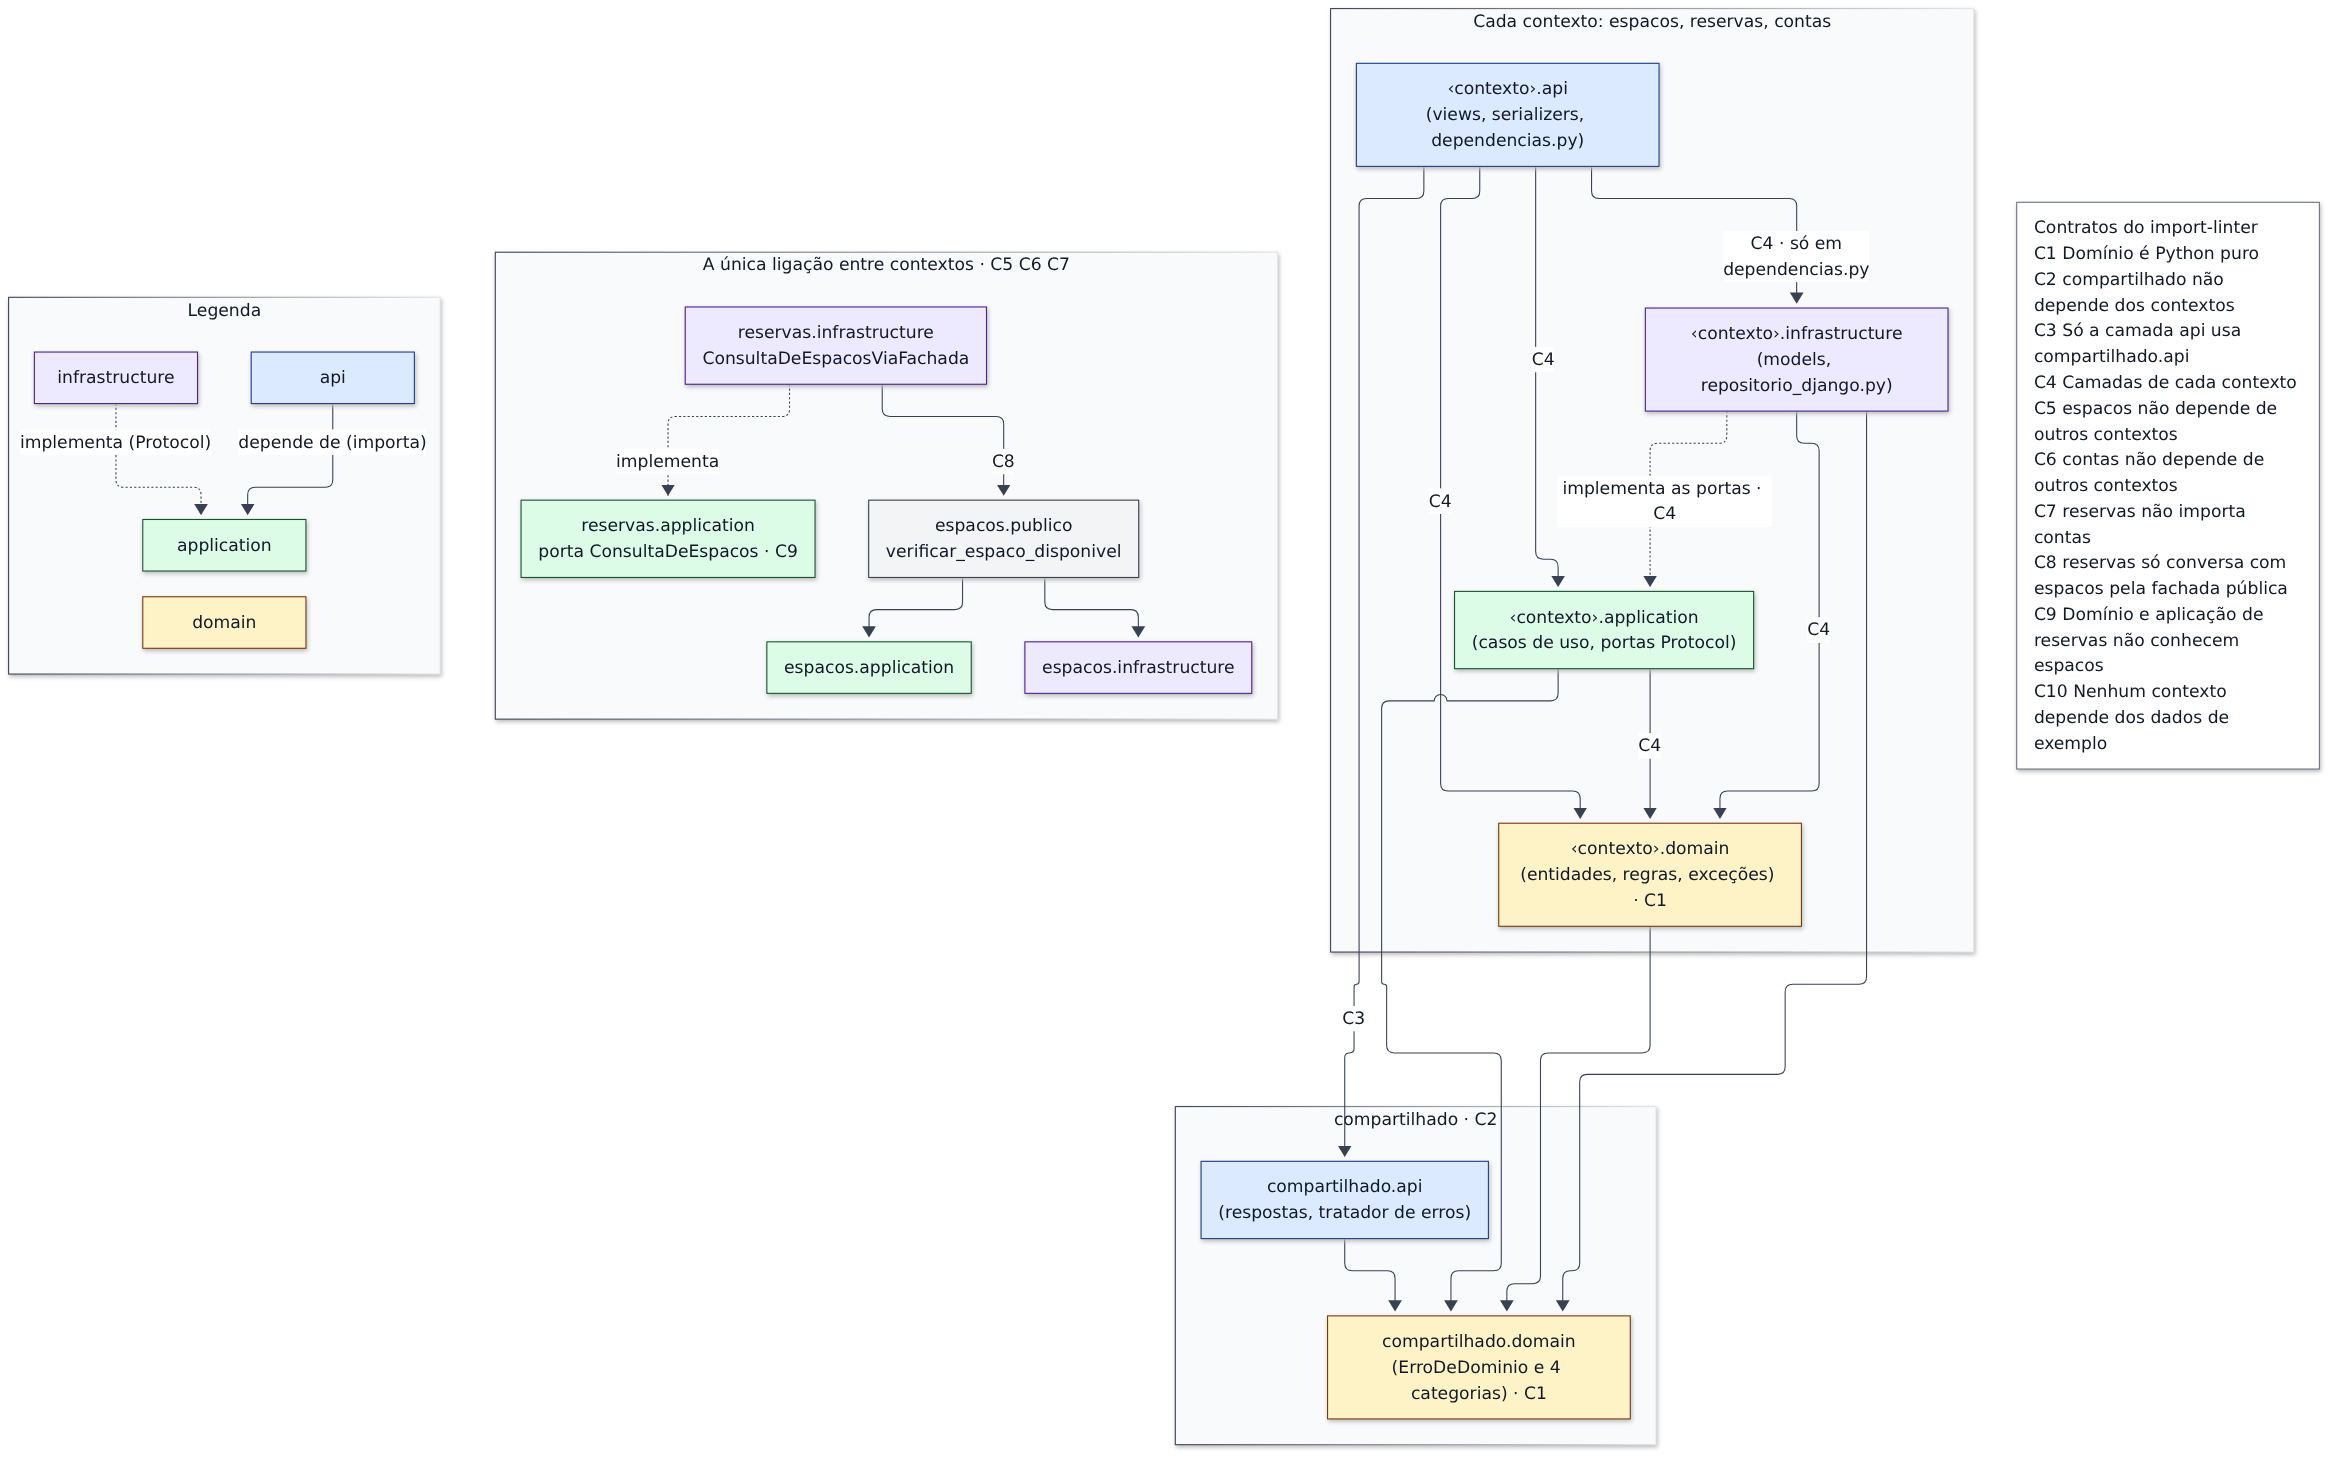 Legenda
infrastructure
api
implementa (Protocol)
depende de (importa)
application
domain
A única ligação entre contextos · C5 C6 C7
reservas.infrastructure
ConsultaDeEspacosViaFachada
implementa
C8
reservas.application
porta ConsultaDeEspacos · C9
espacos.publico
verificar_espaco_disponivel
espacos.application
espacos.infrastructure
Cada contexto: espacos, reservas, contas
‹contexto›.api
(views, serializers,
dependencias.py)
C4 · só em
dependencias.py
C4
‹contexto›.infrastructure
(models,
repositorio_django.py)
C4
implementa as portas ·
C4
‹contexto›.application
(casos de uso, portas Protocol)
C4
C4
‹contexto›.domain
(entidades, regras, exceções)
· C1
C3
compartilhado · C2
compartilhado.api
(respostas, tratador de erros)
compartilhado.domain
(ErroDeDominio e 4
categorias) · C1
Contratos do import-linter
C1 Domínio é Python puro
C2 compartilhado não
depende dos contextos
C3 Só a camada api usa
compartilhado.api
C4 Camadas de cada contexto
C5 espacos não depende de
outros contextos
C6 contas não depende de
outros contextos
C7 reservas não importa
contas
C8 reservas só conversa com
espacos pela fachada pública
C9 Domínio e aplicação de
reservas não conhecem
espacos
C10 Nenhum contexto
depende dos dados de
exemplo